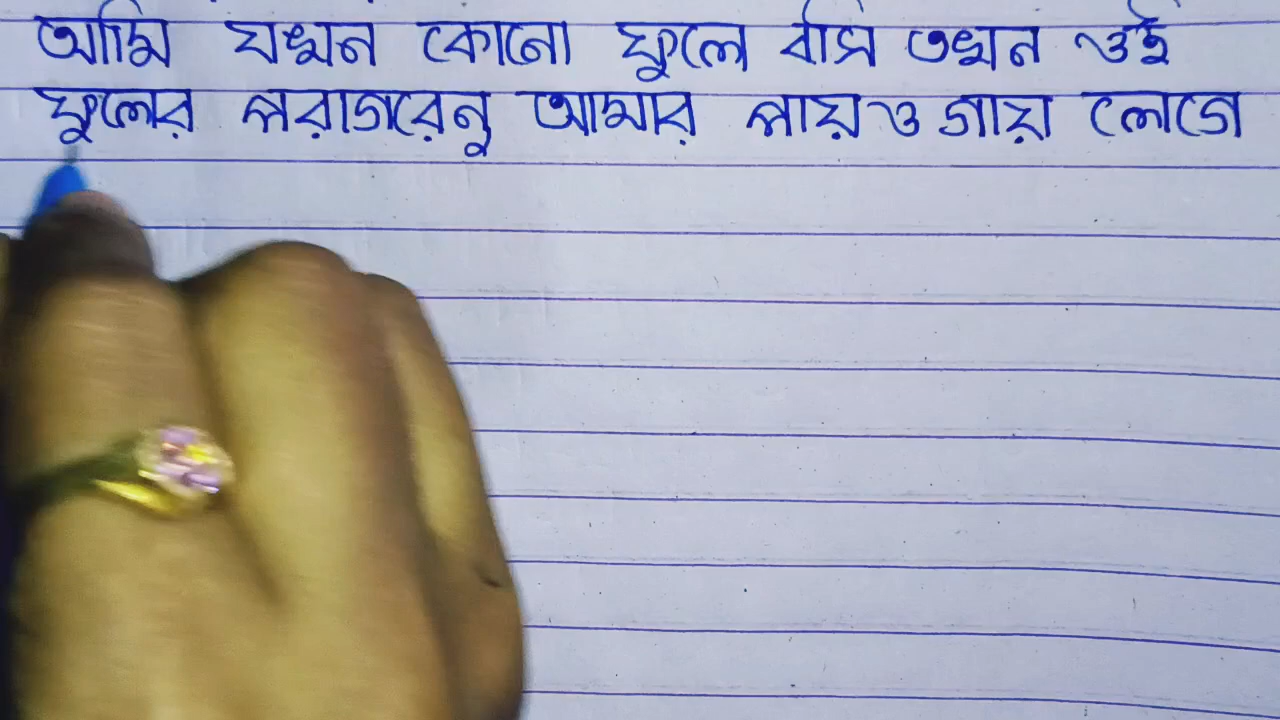 আমি যখন কোনো ফুলে বসি তখন ওই
ফুলের পরাগরেনু আমার পায় ও গায় লেগে